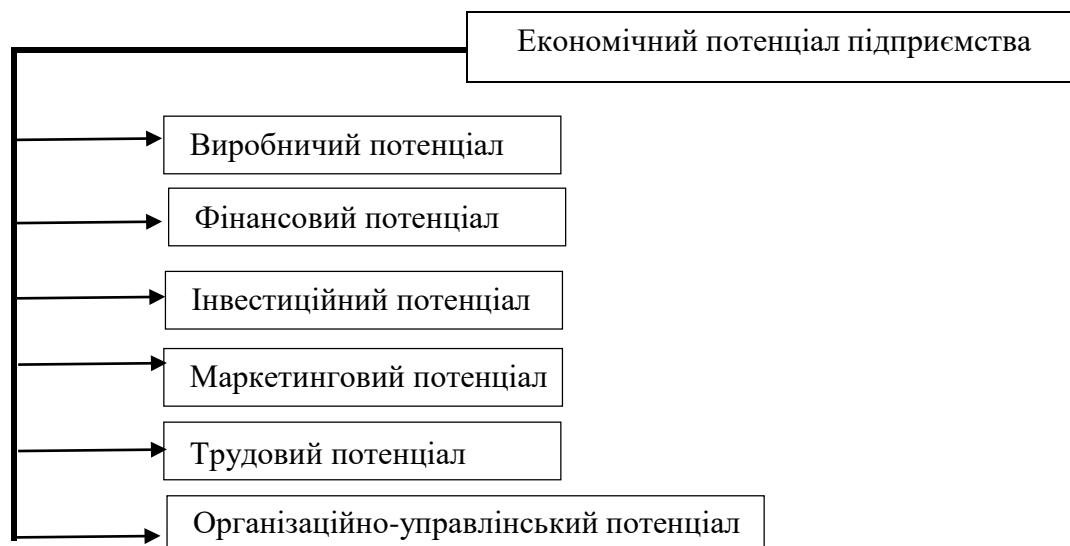 Економічний потенціал підприємства
Виробничий потенціал
Фінансовий потенціал
Інвестиційний потенціал
Маркетинговий потенціал
Трудовий потенціал
Організаційно-управлінський потенціал